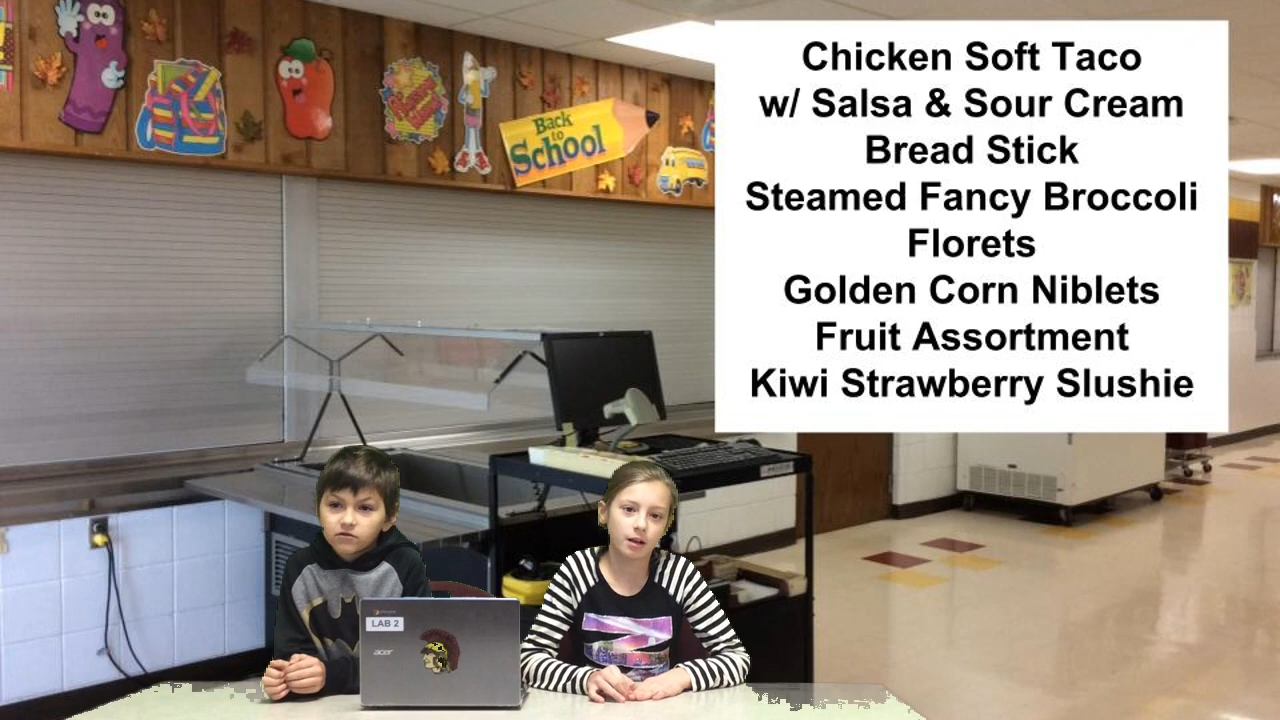 Back
to
School
Chicken Soft Taco
w/ Salsa & Sour Cream
Bread Stick
Steamed Fancy Broccoli
Florets
Golden Corn Niblets
Fruit Assortment
Kiwi Strawberry Slushie
LAB 2
acer